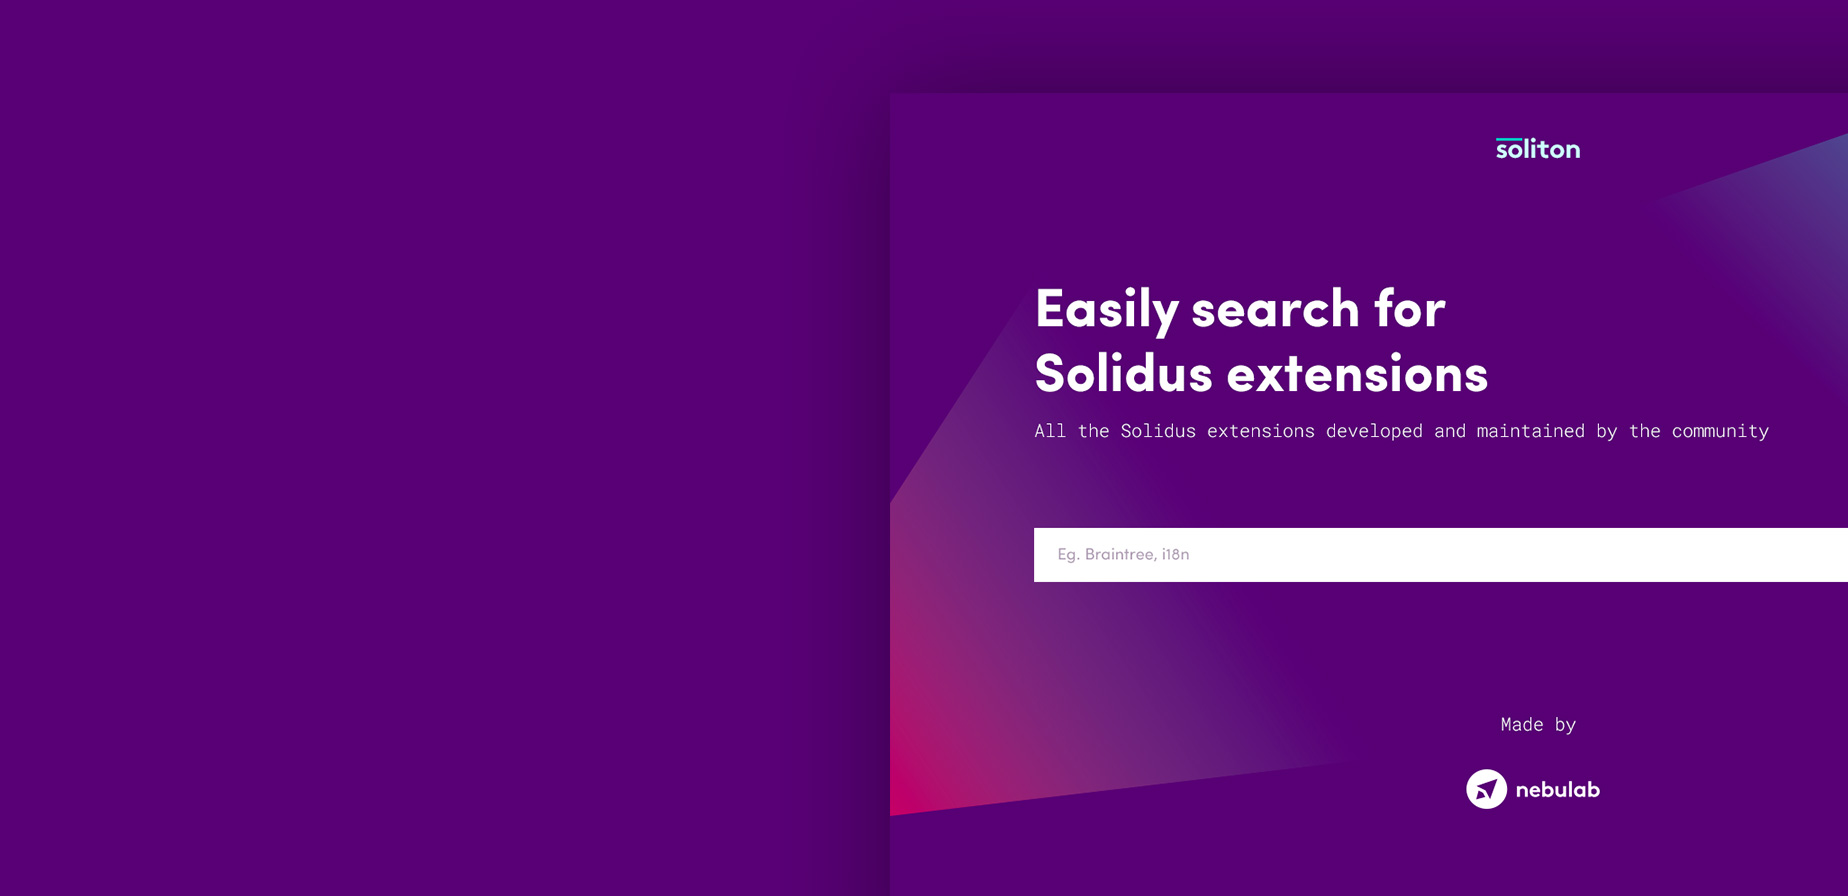 soliton
Easily search for
Solidus extensions
All the Solidus extensions developed and maintained by the community
Eg. Braintree, i18n
Made by
nebulab